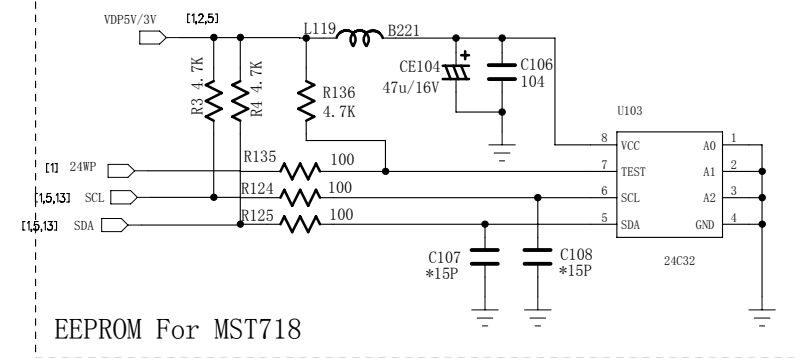 VDP5V/3V [1,2,5]
L119 B221
R3 4.7K
R4 4.7K
R136
4.7K
CE104
47u/16V
+
C106
104
U103
8 VCC A0 1
[1] 24WP R135 100 7 TEST A1 2
[1,5,13] SCL R124 100 6 SCL A2 3
[1,5,13] SDA R125 100 5 SDA GND 4
24C32
C107
*15P
C108
*15P
EEPROM For MST718